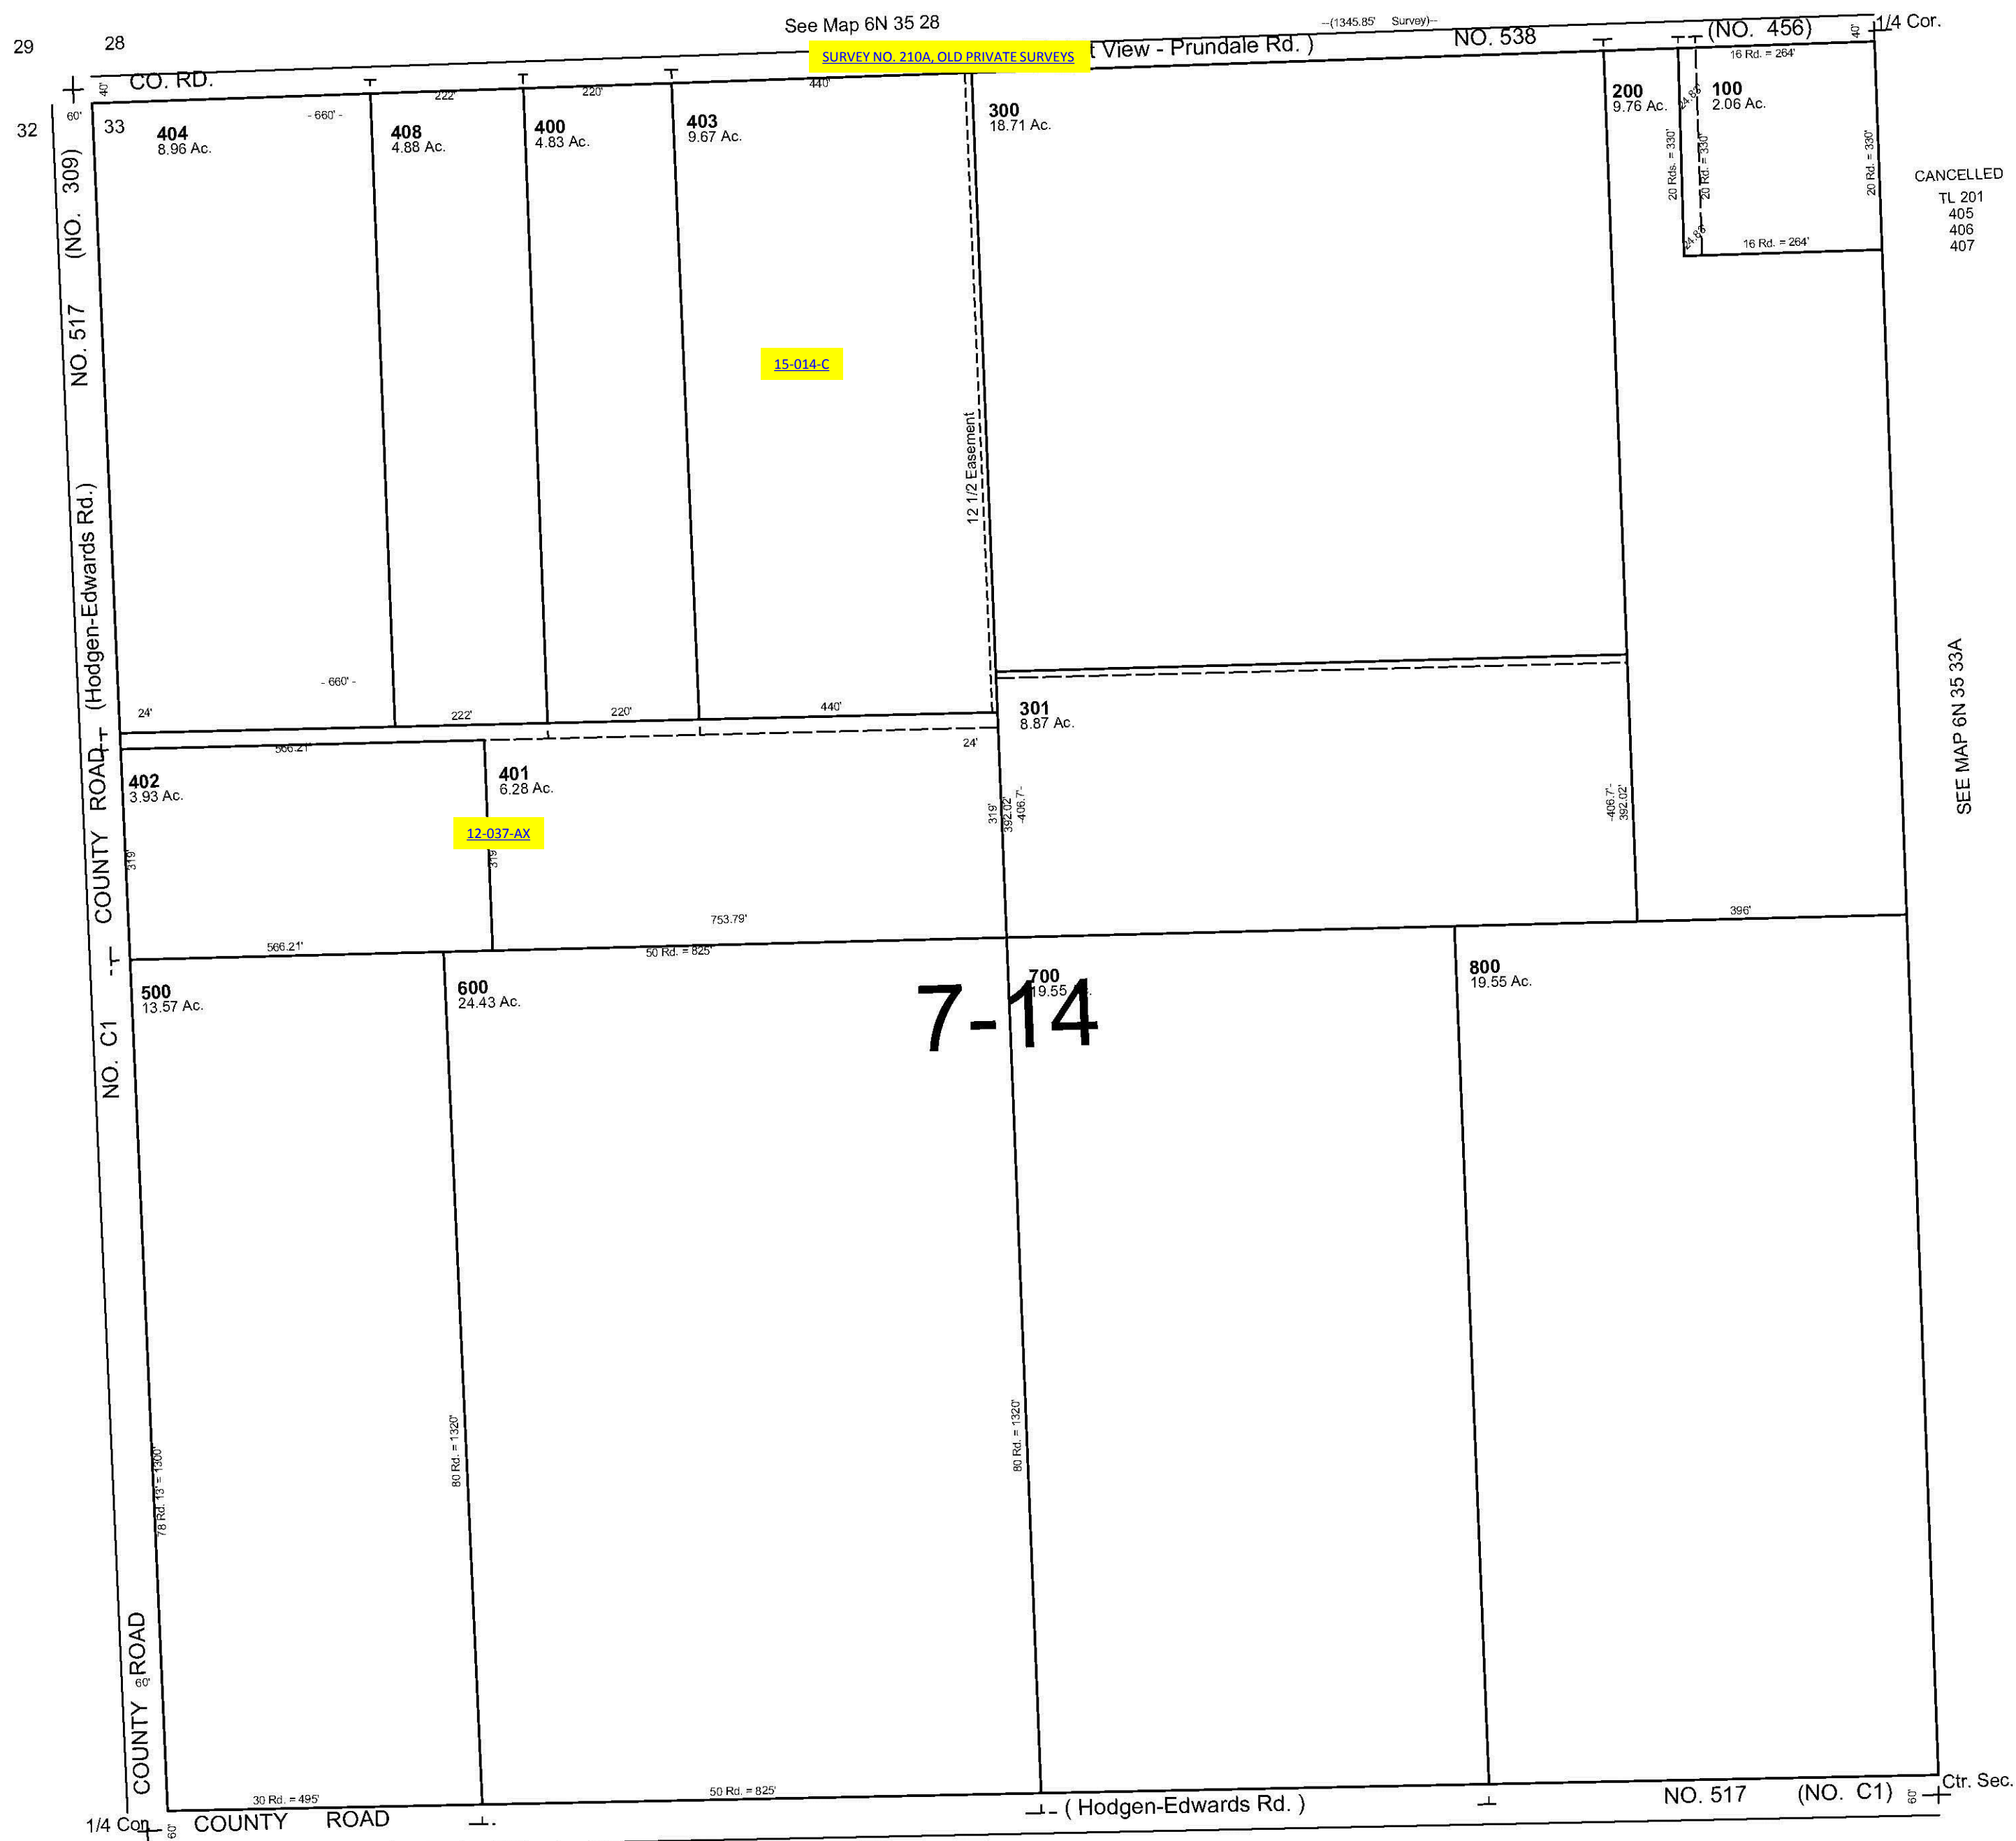 See Map 6N 35 28
--(1345.85' Survey)--
1/4 Cor.
29
28
CO. RD.
SURVEY NO. 210A, OLD PRIVATE SURVEYS
t View - Prundale Rd. )
NO. 538
(NO. 456)
40'
40'
16 Rd. = 264'
60'
32
33
- 660' -
222'
220'
440'
404
8.96 Ac.
408
4.88 Ac.
400
4.83 Ac.
403
9.67 Ac.
300
18.71 Ac.
200
9.76 Ac.
24.83'
100
2.06 Ac.
20 Rds. = 330'
20 Rd. = 330'
20 Rd. = 330'
24.83'
16 Rd. = 264'
CANCELLED
TL 201
405
406
407
NO. 517 (NO. 309)
(Hodgen-Edwards Rd.)
15-014-C
12 1/2 Easement
- 660' -
24'
222'
220'
440'
24'
301
8.87 Ac.
SEE MAP 6N 35 33A
566.21'
402
3.93 Ac.
401
6.28 Ac.
12-037-AX
319'
319
319'
392.02'
-406.7'-
-406.7'-
392.02'
NO. C1 COUNTY ROAD
566.21'
753.79'
50 Rd. = 825'
396'
500
13.57 Ac.
600
24.43 Ac.
7-14
700
19.55
800
19.55 Ac.
78 Rd. 13' = 1300'
80 Rd. = 1320'
80 Rd. = 1320'
COUNTY ROAD
60'
30 Rd. = 495'
50 Rd. = 825'
1/4 Cor.
60'
COUNTY ROAD
( Hodgen-Edwards Rd. )
NO. 517
(NO. C1)
60'
Ctr. Sec.